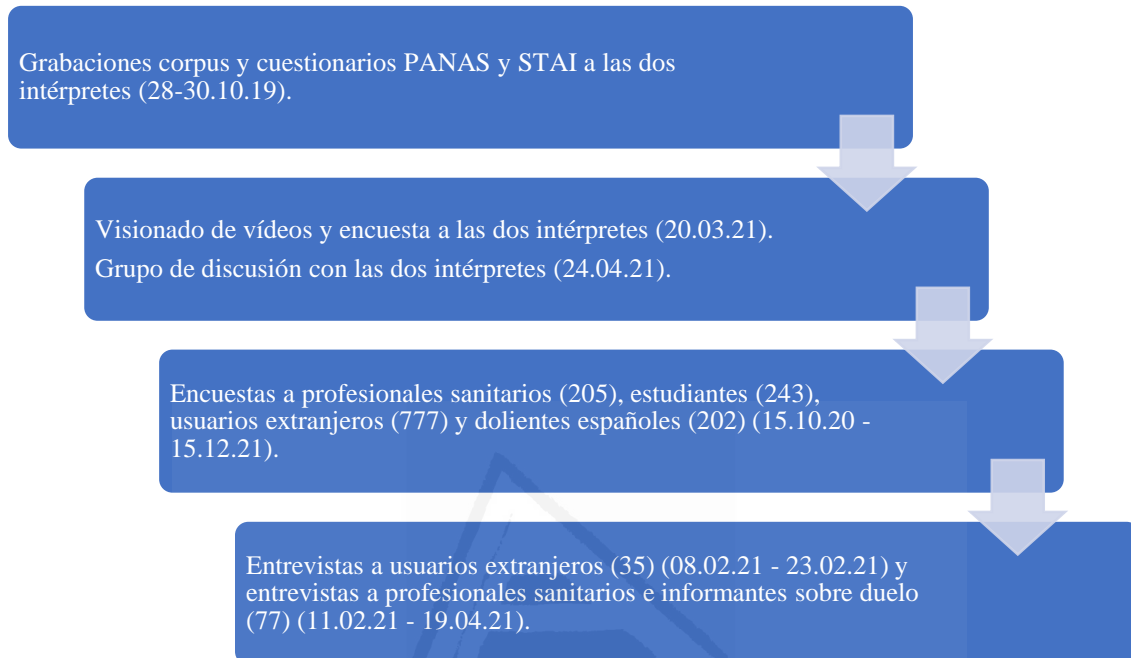 Grabaciones corpus y cuestionarios PANAS y STAI a las dos
intérpretes (28-30.10.19).
Visionado de vídeos y encuesta a las dos intérpretes (20.03.21).
Grupo de discusión con las dos intérpretes (24.04.21).
Encuestas a profesionales sanitarios (205), estudiantes (243),
usuarios extranjeros (777) y dolientes españoles (202) (15.10.20 -
15.12.21).
Entrevistas a usuarios extranjeros (35) (08.02.21 - 23.02.21) y
entrevistas a profesionales sanitarios e informantes sobre duelo
(77) (11.02.21 - 19.04.21).